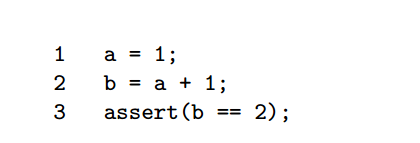 1 a = 1;
2 b = a + 1;
3 assert(b == 2);